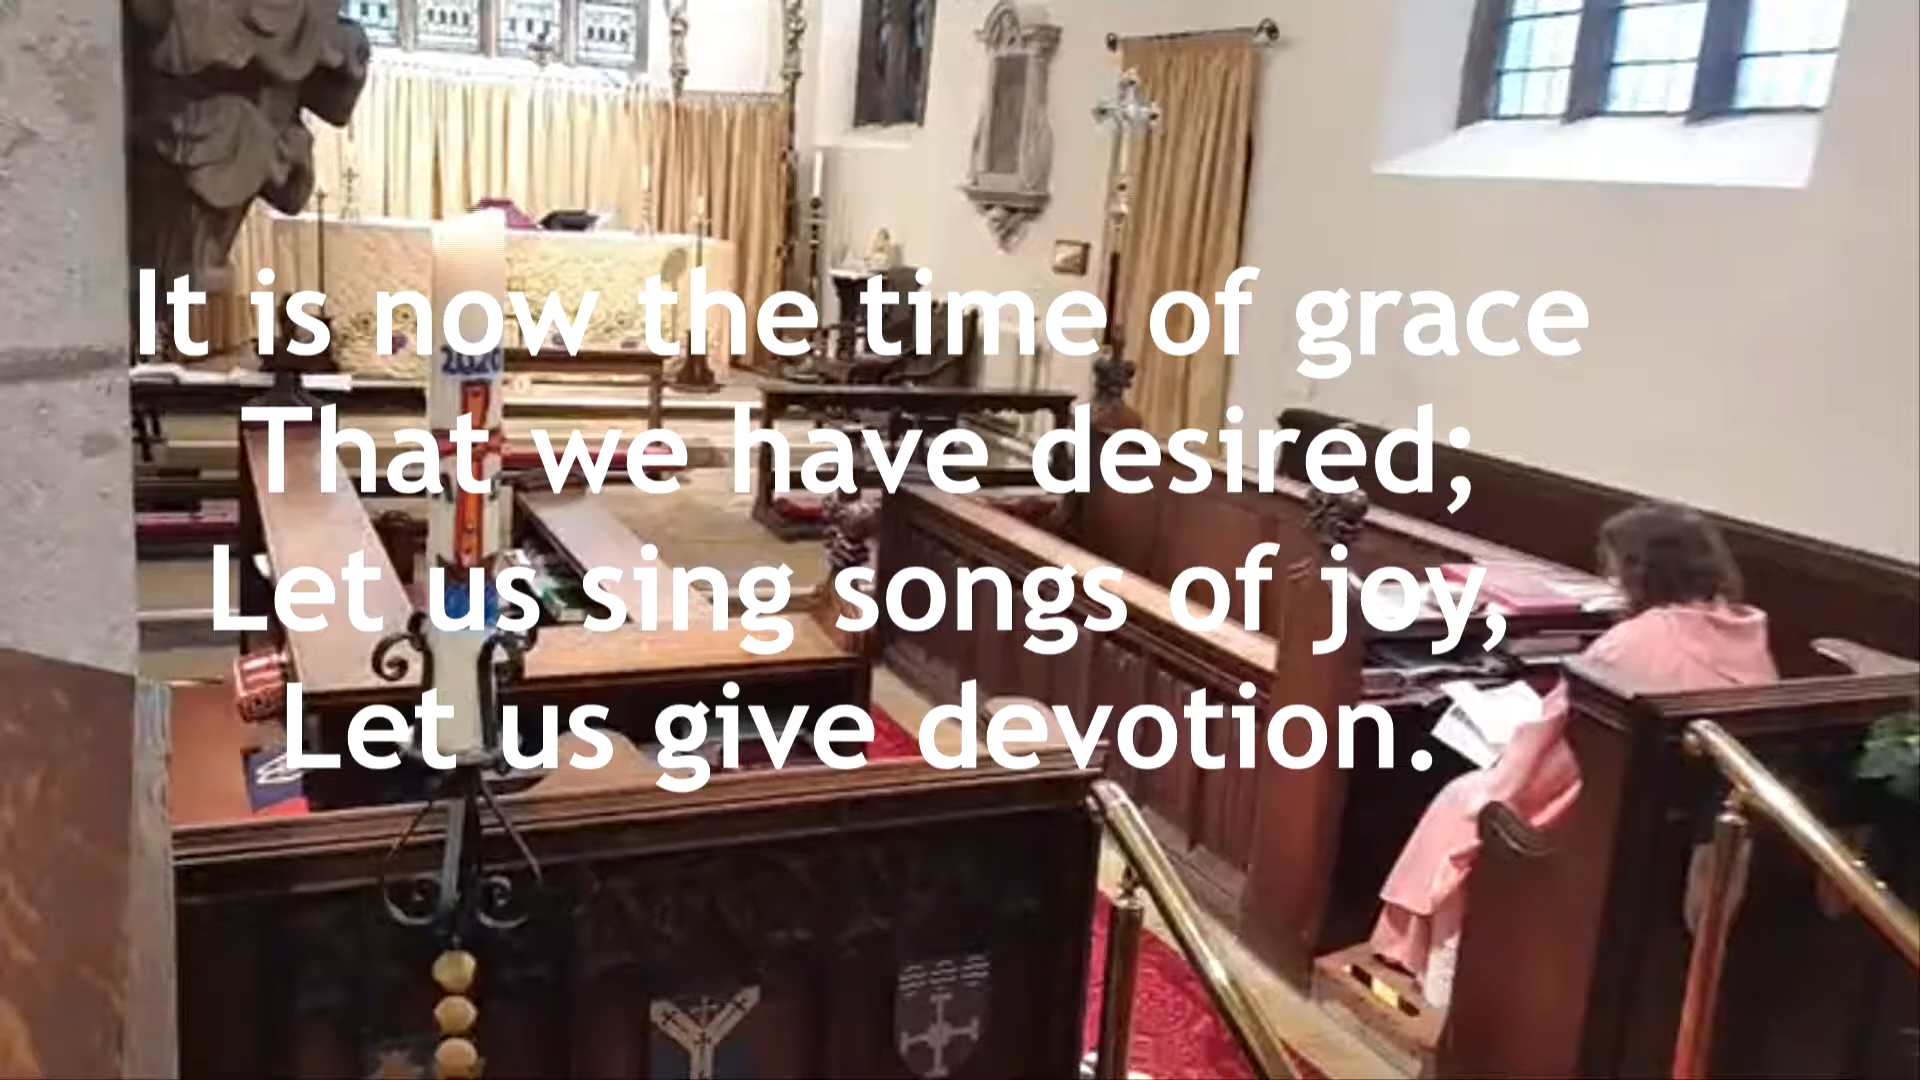 It is now the time of grace
That we have desired;
Let us sing songs of joy,
Let us give devotion.
2020